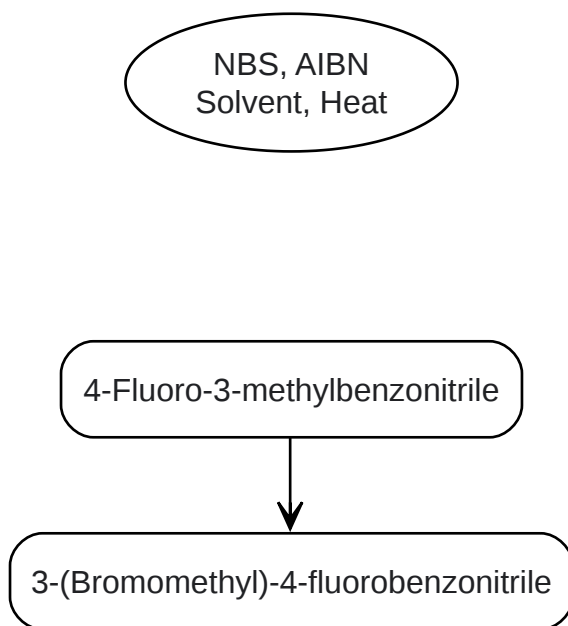 NBS, AIBN
Solvent, Heat
4-Fluoro-3-methylbenzonitrile
3-(Bromomethyl)-4-fluorobenzonitrile